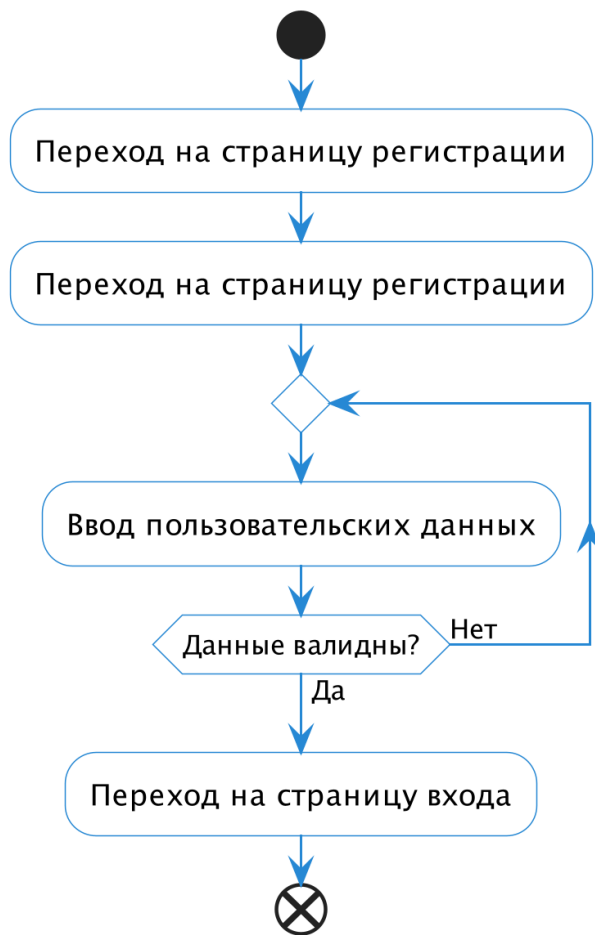 Переход на страницу регистрации
Переход на страницу регистрации
Ввод пользовательских данных
Данные валидны?
Нет
Да
Переход на страницу входа